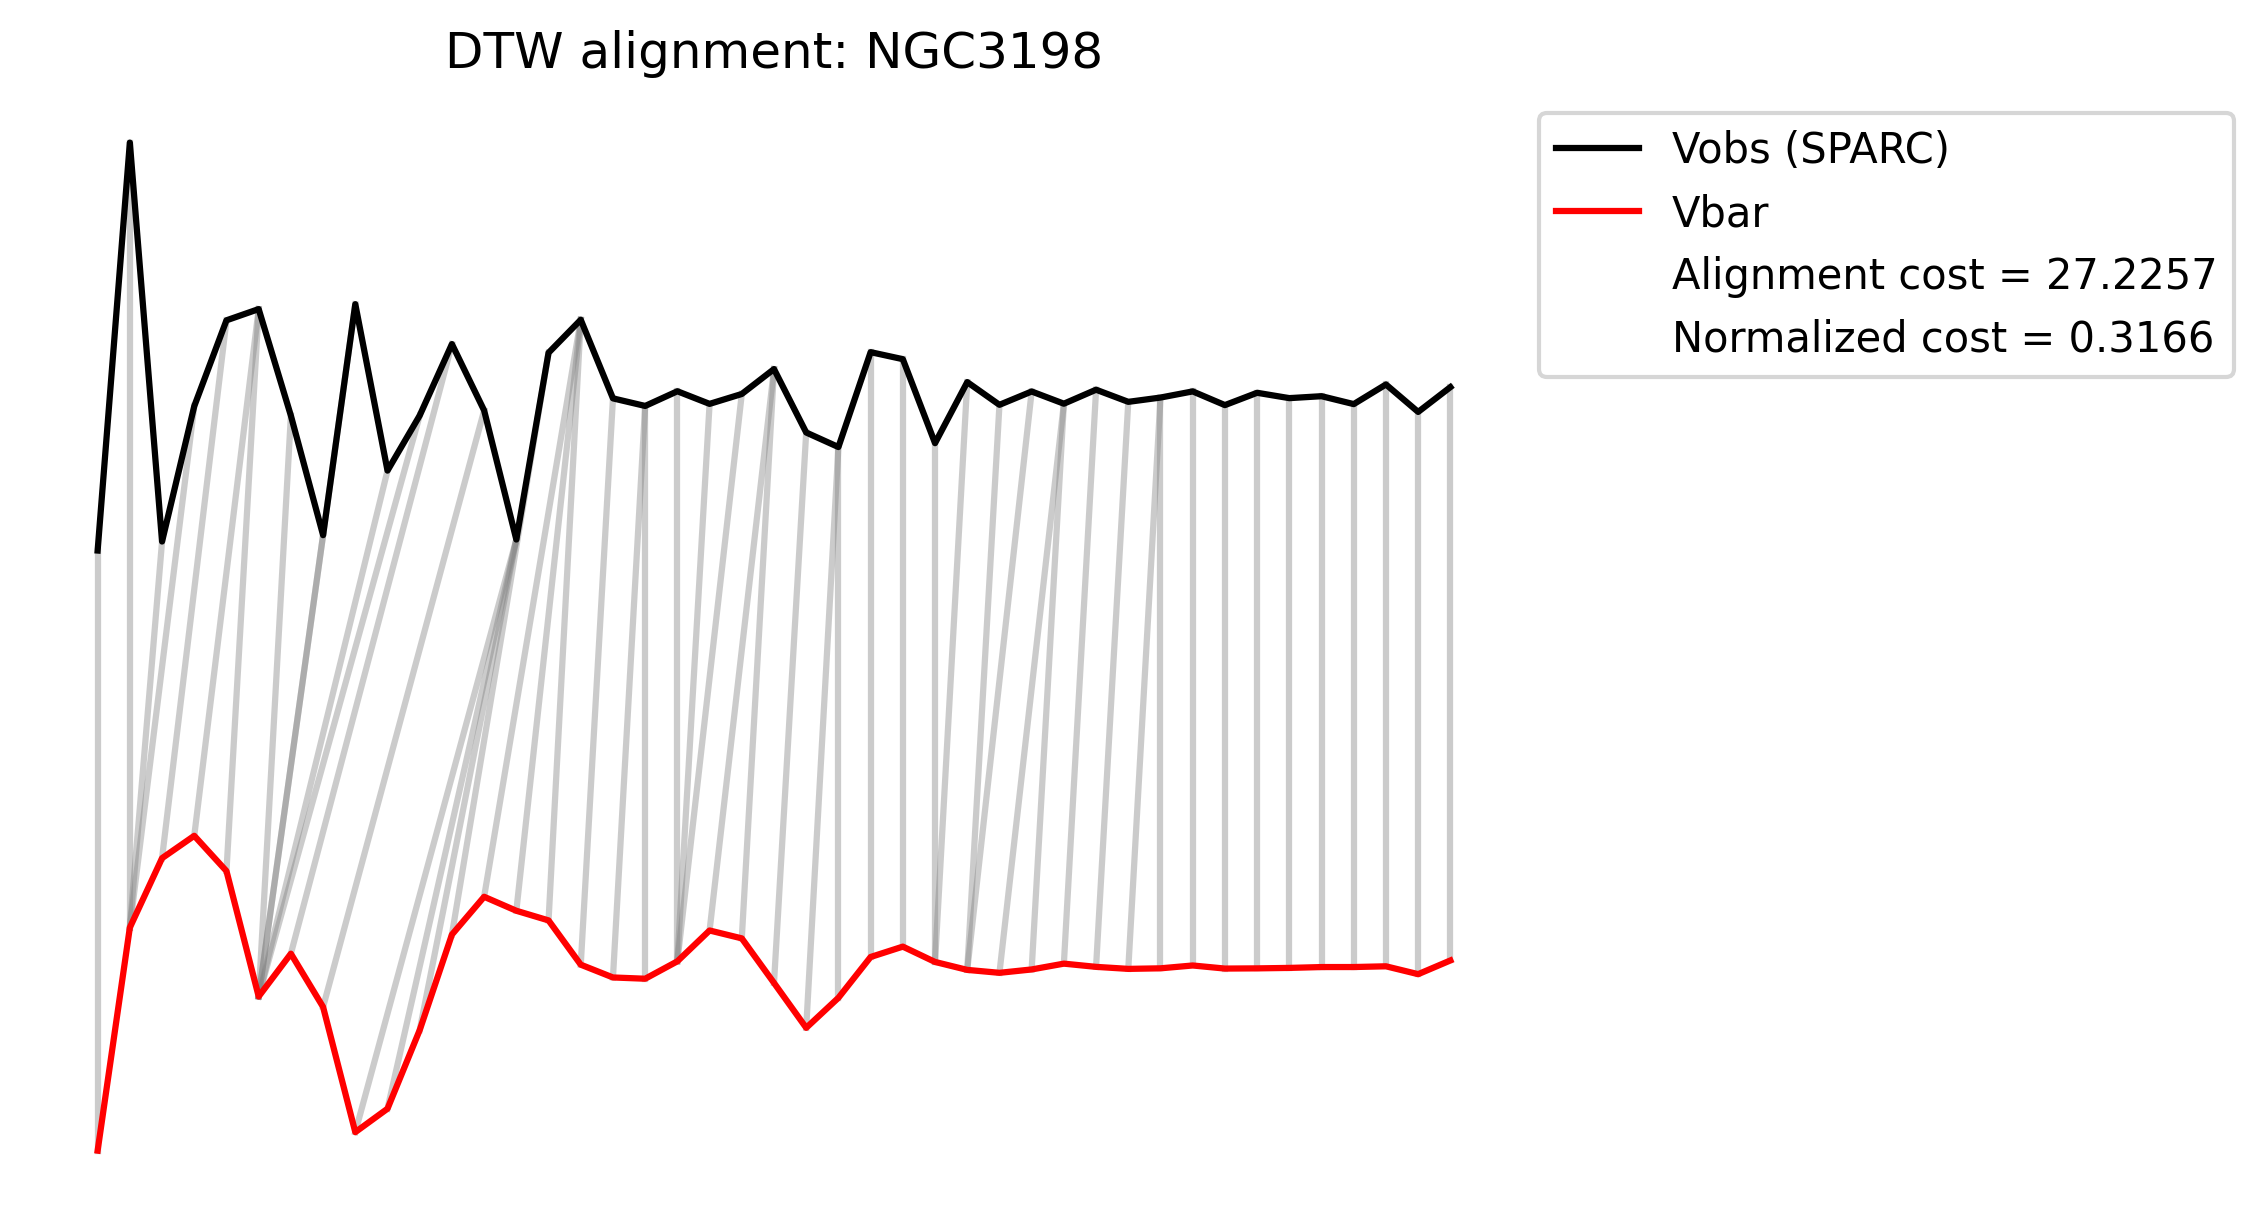 DTW alignment: NGC3198
Vobs (SPARC)
Vbar
Alignment cost = 27.2257
Normalized cost = 0.3166